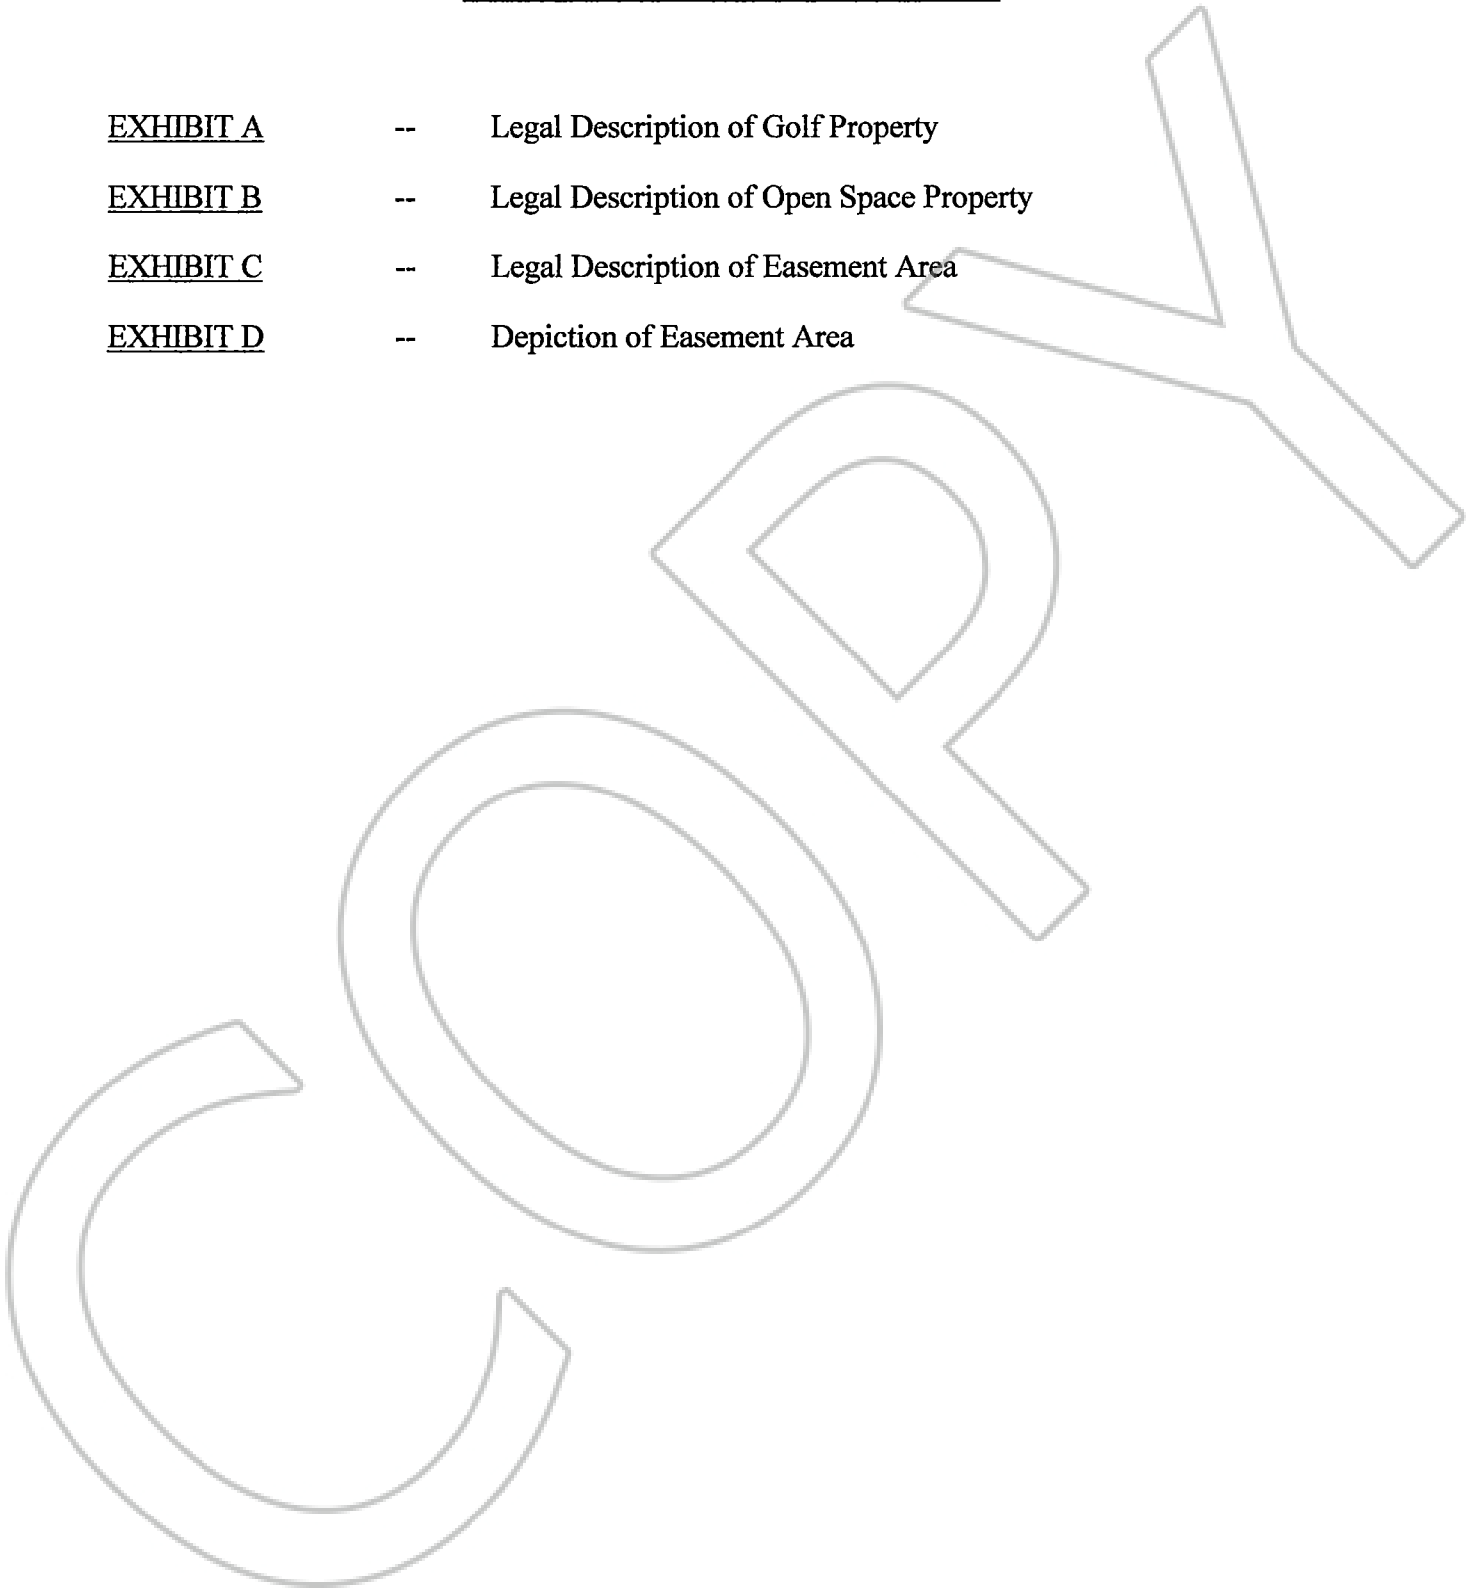 EXHIBIT A -- Legal Description of Golf Property
EXHIBIT B -- Legal Description of Open Space Property
EXHIBIT C -- Legal Description of Easement Area
EXHIBIT D -- Depiction of Easement Area
COPY